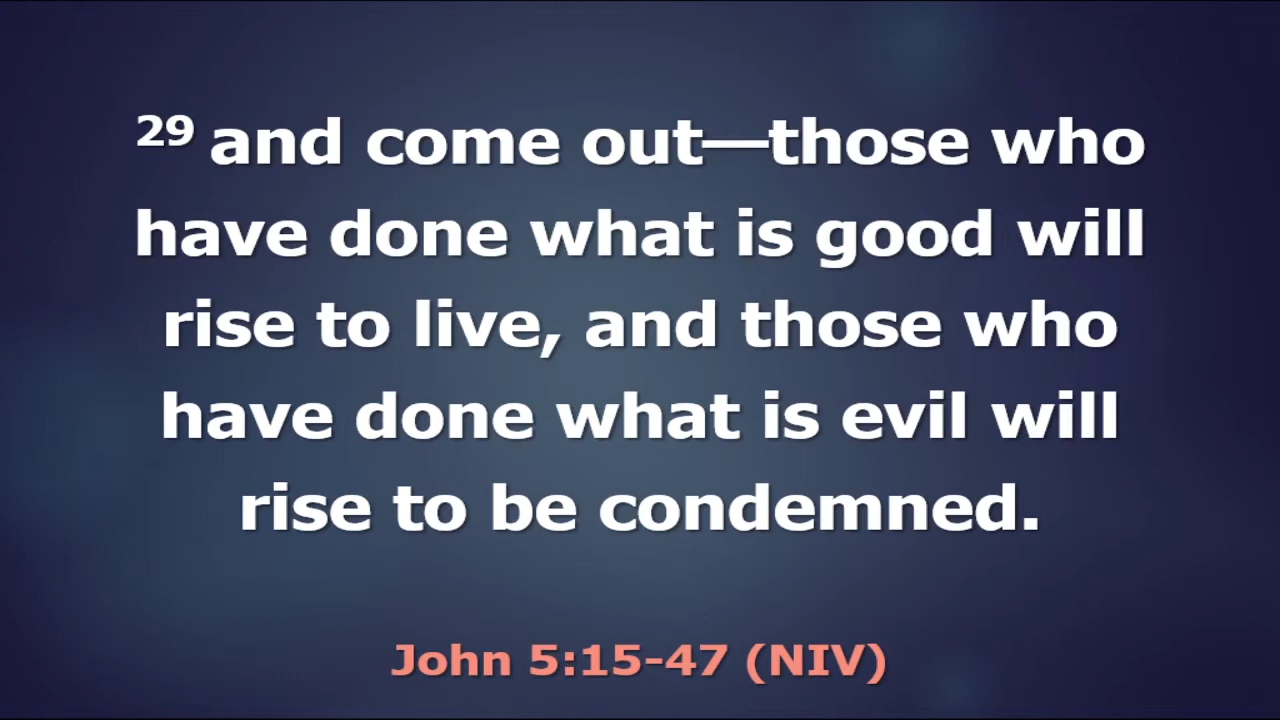 29 and come out—those who
have done what is good will
rise to live, and those who
have done what is evil will
rise to be condemned.
John 5:15-47 (NIV)